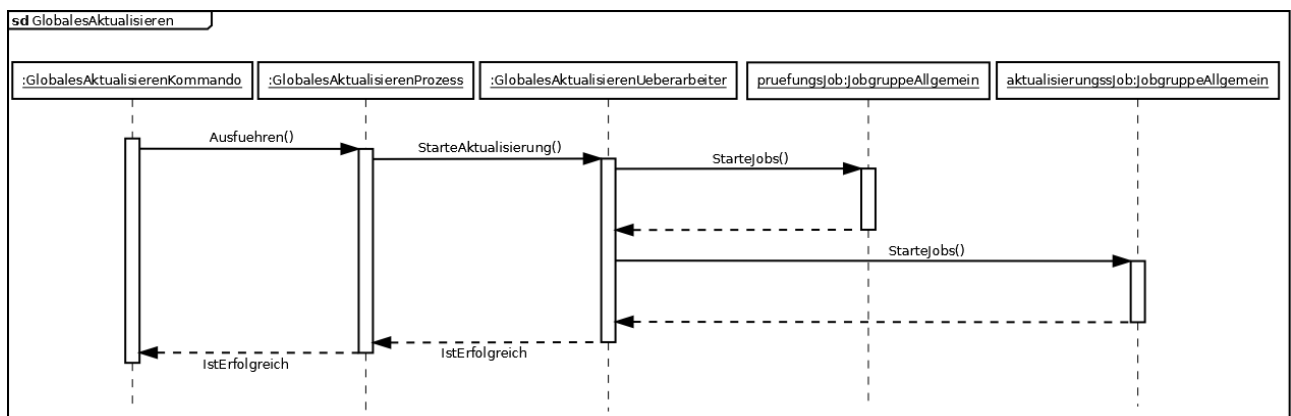 sd GlobalesAktualisieren
:GlobalesAktualisierenKommando
:GlobalesAktualisierenProzess
:GlobalesAktualisierenUeberarbeiter
pruefungsJob:JobgruppeAllgemein
aktualisierungssJob:JobgruppeAllgemein
Ausfuehren()
StarteAktualisierung()
StarteJobs()
StarteJobs()
IstErfolgreich
IstErfolgreich